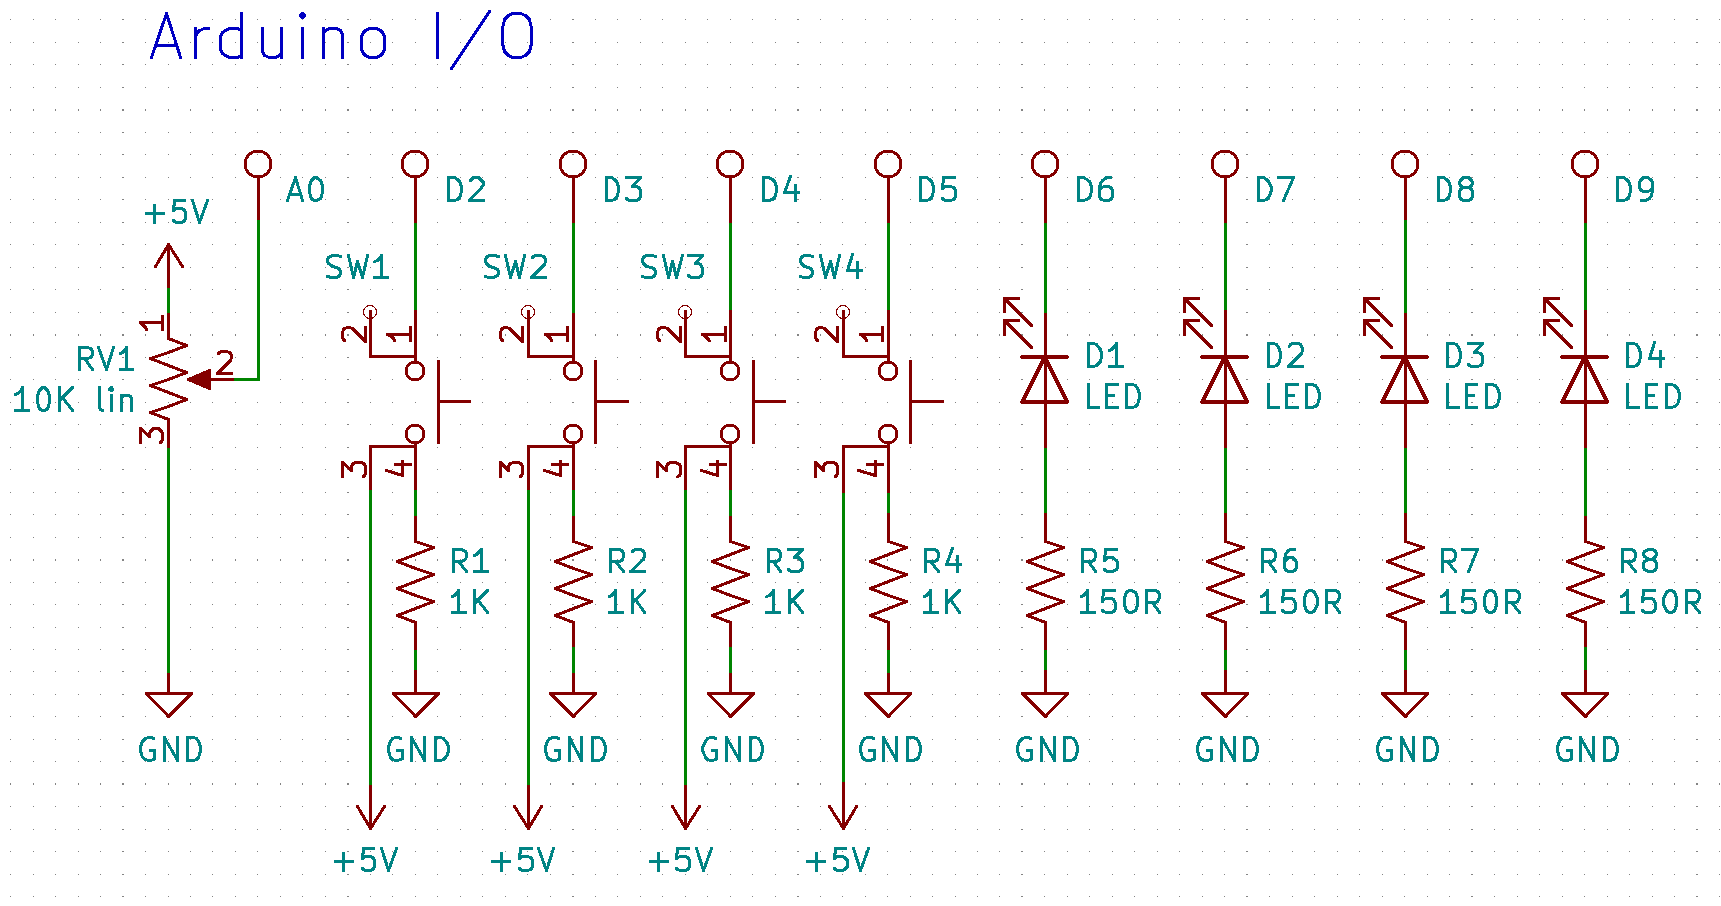 Arduino I/O
A0
D2
D3
D4
D5
D6
D7
D8
D9
+5V
SW1
SW2
SW3
SW4
1
2
3
RV1
10K lin
2
1
3
4
2
1
3
4
2
1
3
4
2
1
3
4
D1
LED
D2
LED
D3
LED
D4
LED
R1
1K
R2
1K
R3
1K
R4
1K
R5
150R
R6
150R
R7
150R
R8
150R
GND
GND
GND
GND
GND
GND
GND
GND
GND
+5V
+5V
+5V
+5V